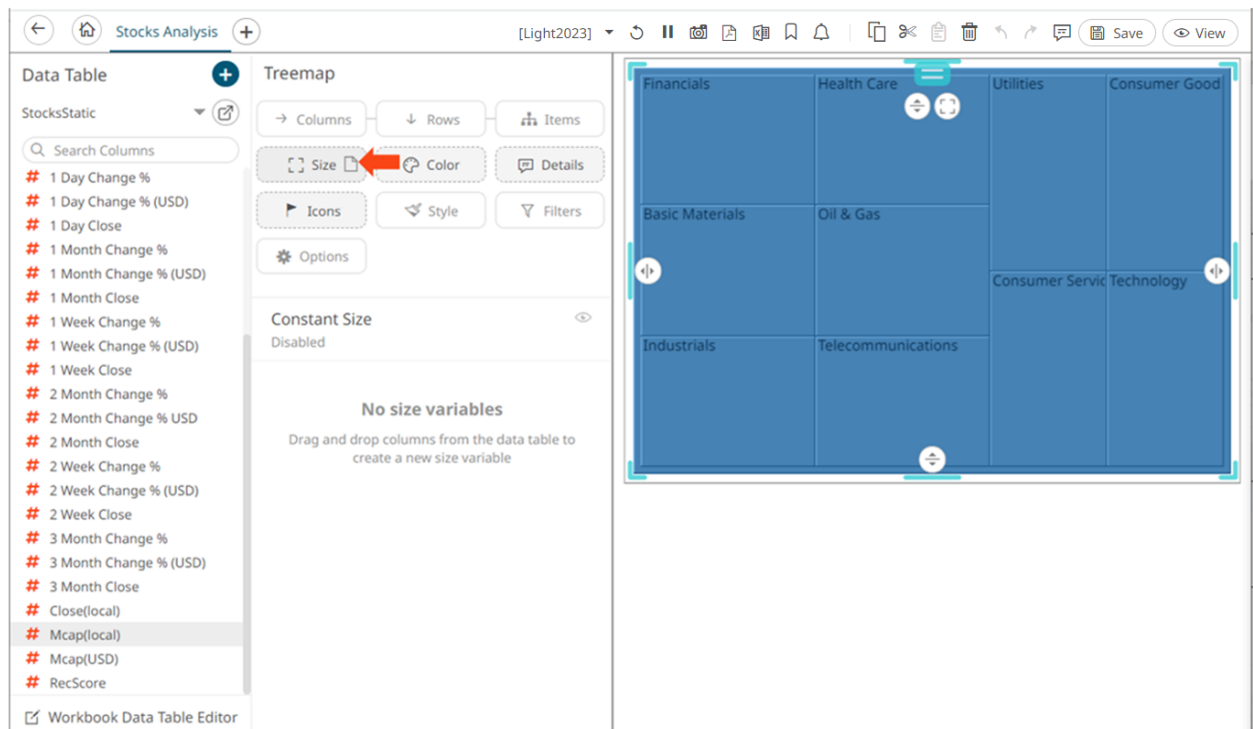 Stocks Analysis
[Light2023]
Save
View
Data Table
StocksStatic
Search Columns
1 Day Change %
1 Day Change % (USD)
1 Day Close
1 Month Change %
1 Month Change % (USD)
1 Month Close
1 Week Change %
1 Week Change % (USD)
1 Week Close
2 Month Change %
2 Month Change % USD
2 Month Close
2 Week Change %
2 Week Change % (USD)
2 Week Close
3 Month Change %
3 Month Change % (USD)
3 Month Close
Close(local)
Mcap(local)
Mcap(USD)
RecScore
Workbook Data Table Editor
Treemap
Columns
Rows
Items
Size
Color
Details
Icons
Style
Filters
Options
Constant Size
Disabled
No size variables
Drag and drop columns from the data table to
create a new size variable
Financials
Health Care
Utilities
Consumer Good
Basic Materials
Oil & Gas
Consumer Servic
Technology
Industrials
Telecommunications